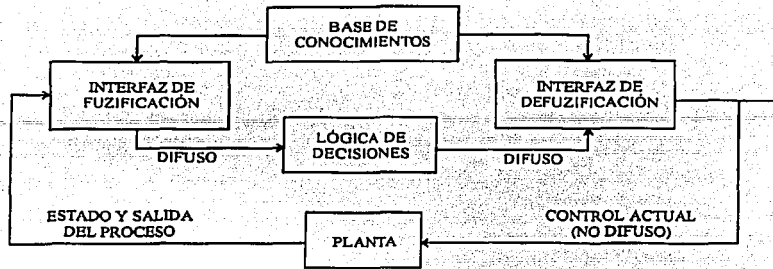 BASE DE
CONOCIMIENTOS
INTERFAZ DE
FUZIFICACIÓN
INTERFAZ DE
DEFUZIFICACIÓN
LÓGICA DE
DECISIONES
DIFUSO
DIFUSO
ESTADO Y SALIDA
DEL PROCESO
CONTROL ACTUAL
(NO DIFUSO)
PLANTA